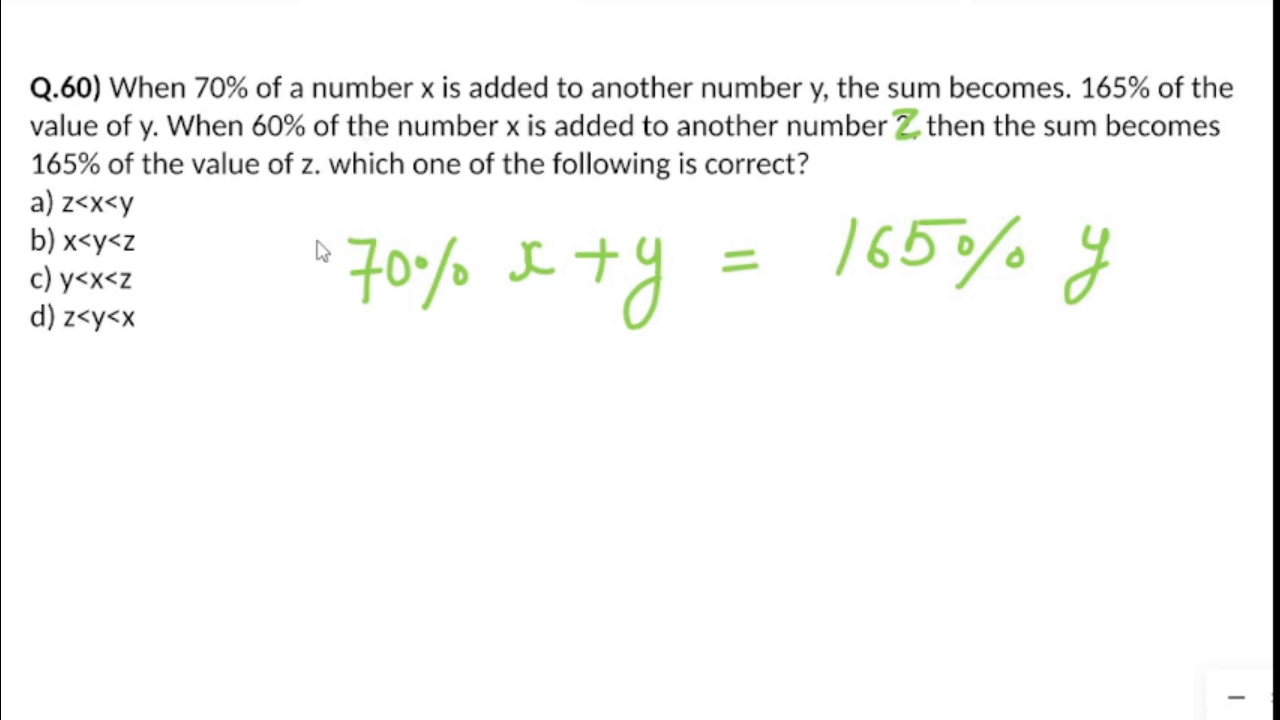 Q.60) When 70% of a number x is added to another number y, the sum becomes. 165% of the
value of y. When 60% of the number x is added to another number Z then the sum becomes
165% of the value of z. which one of the following is correct?
a) z<x<y
b) x<y<z
c) y<x<z
d) z<y<x
70% x + y = 165% y